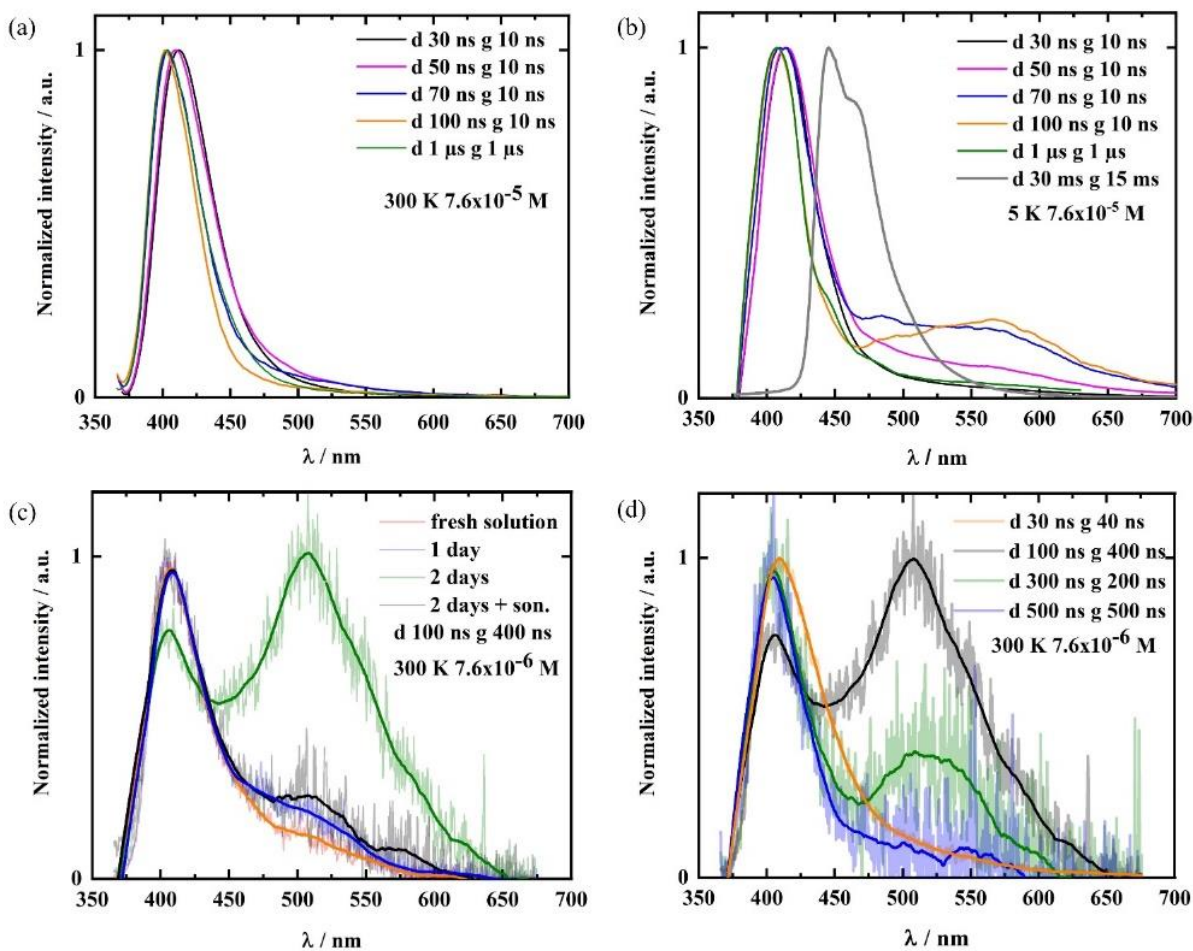 (a)
1
d 30 ns g 10 ns
d 50 ns g 10 ns
d 70 ns g 10 ns
d 100 ns g 10 ns
d 1 μs g 1 μs
300 K 7.6x10⁻⁵ M
Normalized intensity / a.u.
0
350 400 450 500 550 600 650 700
λ / nm
(b)
1
d 30 ns g 10 ns
d 50 ns g 10 ns
d 70 ns g 10 ns
d 100 ns g 10 ns
d 1 μs g 1 μs
d 30 ms g 15 ms
5 K 7.6x10⁻⁵ M
Normalized intensity / a.u.
0
350 400 450 500 550 600 650 700
λ / nm
(c)
1
fresh solution
1 day
2 days
2 days + son.
d 100 ns g 400 ns
300 K 7.6x10⁻⁶ M
Normalized intensity / a.u.
0
350 400 450 500 550 600 650 700
λ / nm
(d)
1
d 30 ns g 40 ns
d 100 ns g 400 ns
d 300 ns g 200 ns
d 500 ns g 500 ns
300 K 7.6x10⁻⁶ M
Normalized intensity / a.u.
0
350 400 450 500 550 600 650 700
λ / nm